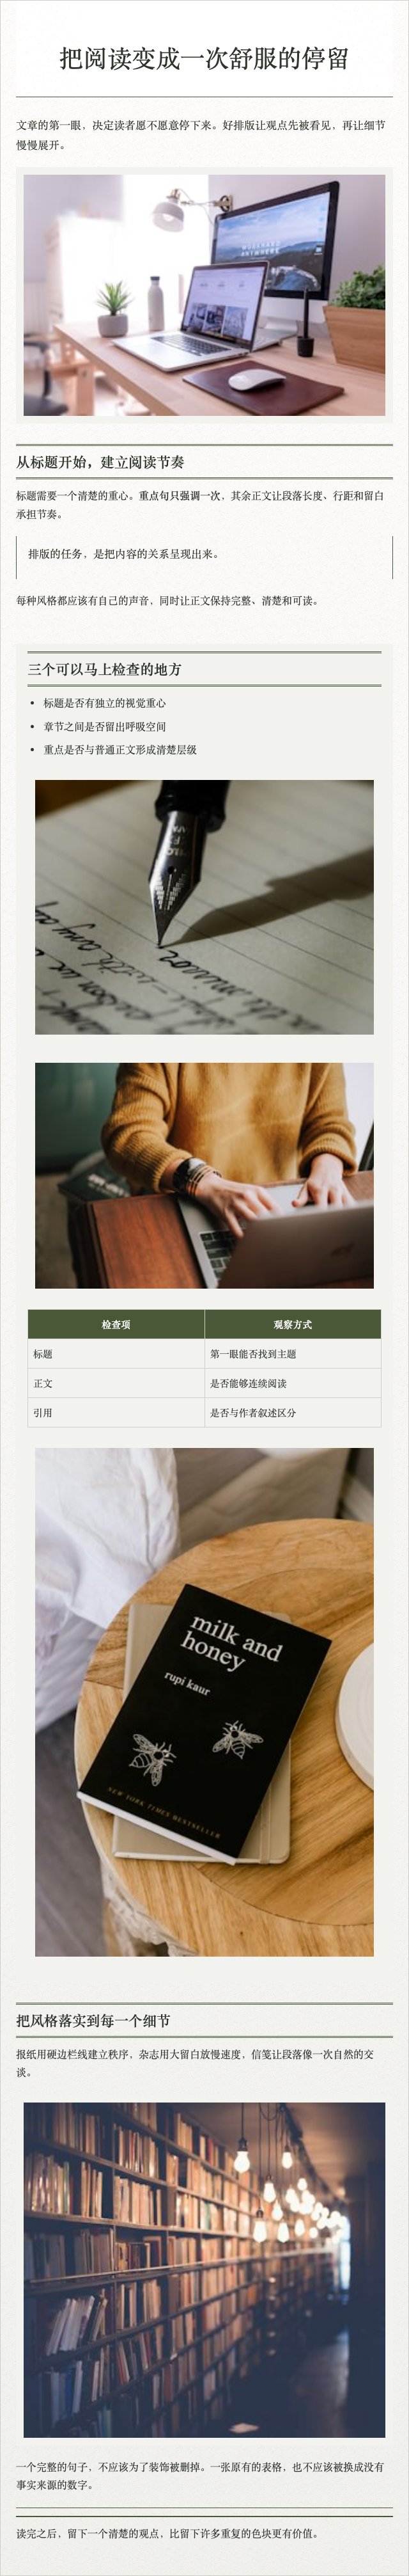 把阅读变成一次舒服的停留
文章的第一眼，决定读者愿不愿意停下来。好排版让观点先被看见，再让细节
慢慢展开。
从标题开始，建立阅读节奏
标题需要一个清楚的重心。重点句只强调一次，其余正文让段落长度、行距和留白
承担节奏。
排版的任务，是把内容的关系呈现出来。
每种风格都应该有自己的声音，同时让正文保持完整、清楚和可读。
三个可以马上检查的地方
• 标题是否有独立的视觉重心
• 章节之间是否留出呼吸空间
• 重点是否与普通正文形成清楚层级
检查项 观察方式
标题 第一眼能否找到主题
正文 是否能够连续阅读
引用 是否与作者叙述区分
milk and
honey
rupi kaur
NEW YORK TIMES BESTSELLER
把风格落实到每一个细节
报纸用硬边栏线建立秩序，杂志用大留白放慢速度，信笺让段落像一次自然的交
谈。
一个完整的句子，不应该为了装饰被删掉。一张原有的表格，也不应该被换成没有
事实来源的数字。
读完之后，留下一个清楚的观点，比留下许多重复的色块更有价值。